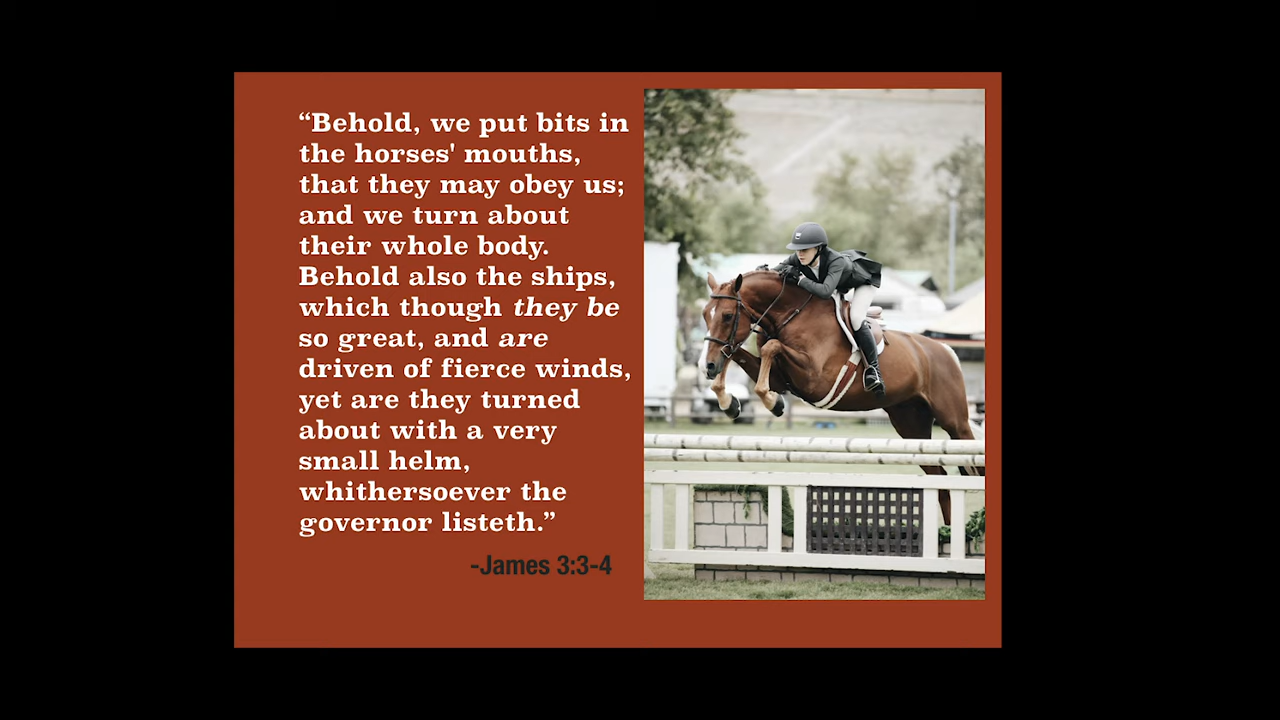 “Behold, we put bits in
the horses' mouths,
that they may obey us;
and we turn about
their whole body.
Behold also the ships,
which though they be
so great, and are
driven of fierce winds,
yet are they turned
about with a very
small helm,
whithersoever the
governor listeth.”
-James 3:3-4